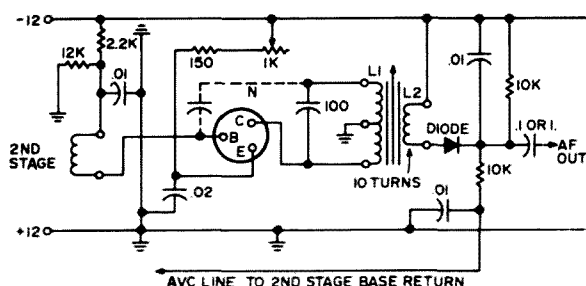 -12
12K
2.2K
.01
150
1K
N
L1
L2
.01
10K
100
DIODE
.1 OR 1.
2ND
STAGE
B
C
E
AF
OUT
10K
10 TURNS
.02
.01
+12
AVC LINE TO 2ND STAGE BASE RETURN